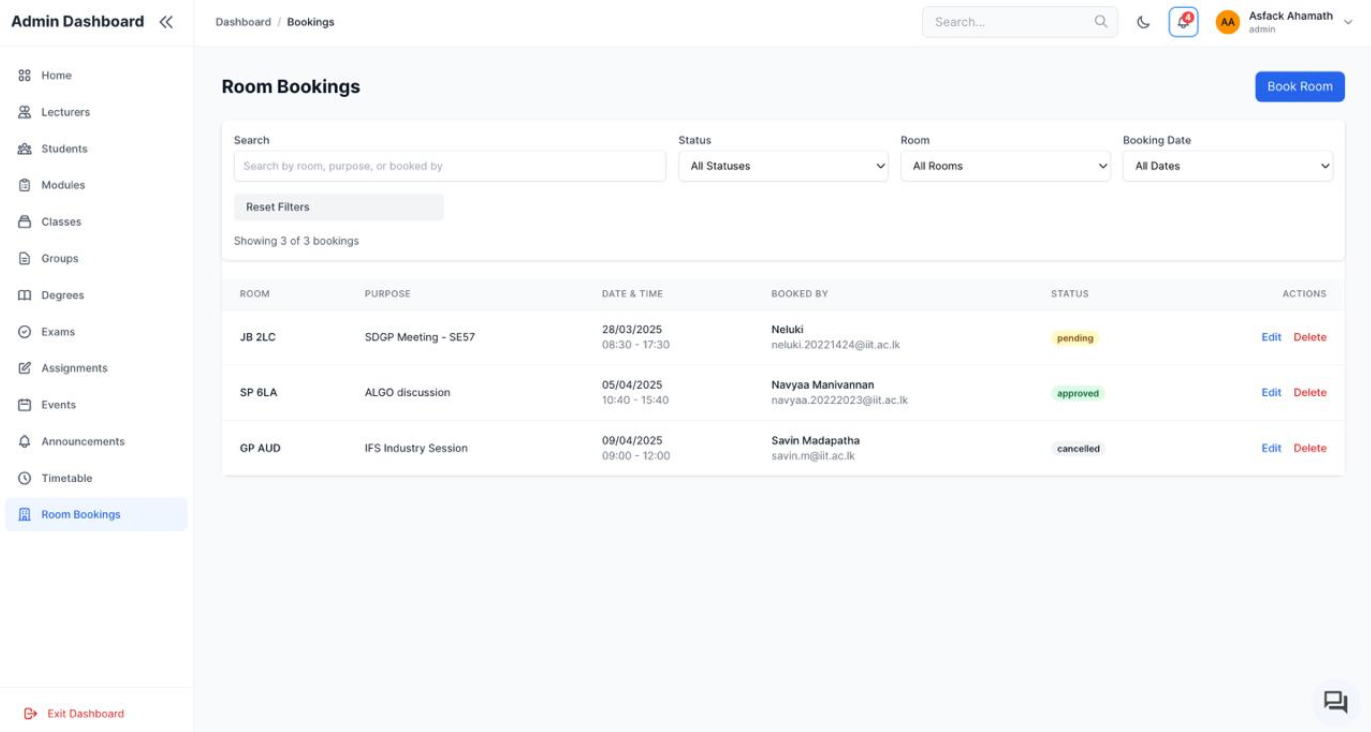 Admin Dashboard
Dashboard / Bookings
Search...
4
AA
Asfack Ahamath
admin
Home
Lecturers
Students
Modules
Classes
Groups
Degrees
Exams
Assignments
Events
Announcements
Timetable
Room Bookings
Exit Dashboard
Room Bookings
Book Room
Search Status Room Booking Date
Search by room, purpose, or booked by All Statuses All Rooms All Dates
Reset Filters
Showing 3 of 3 bookings
ROOM PURPOSE DATE & TIME BOOKED BY STATUS ACTIONS
JB 2LC SDGP Meeting - SE57 28/03/2025 Neluki pending Edit Delete
08:30 - 17:30 neluki.20221424@iit.ac.lk
SP 6LA ALGO discussion 05/04/2025 Navyaa Manivannan approved Edit Delete
10:40 - 15:40 navyaa.20222023@iit.ac.lk
GP AUD IFS Industry Session 09/04/2025 Savin Madapatha cancelled Edit Delete
09:00 - 12:00 savin.m@iit.ac.lk